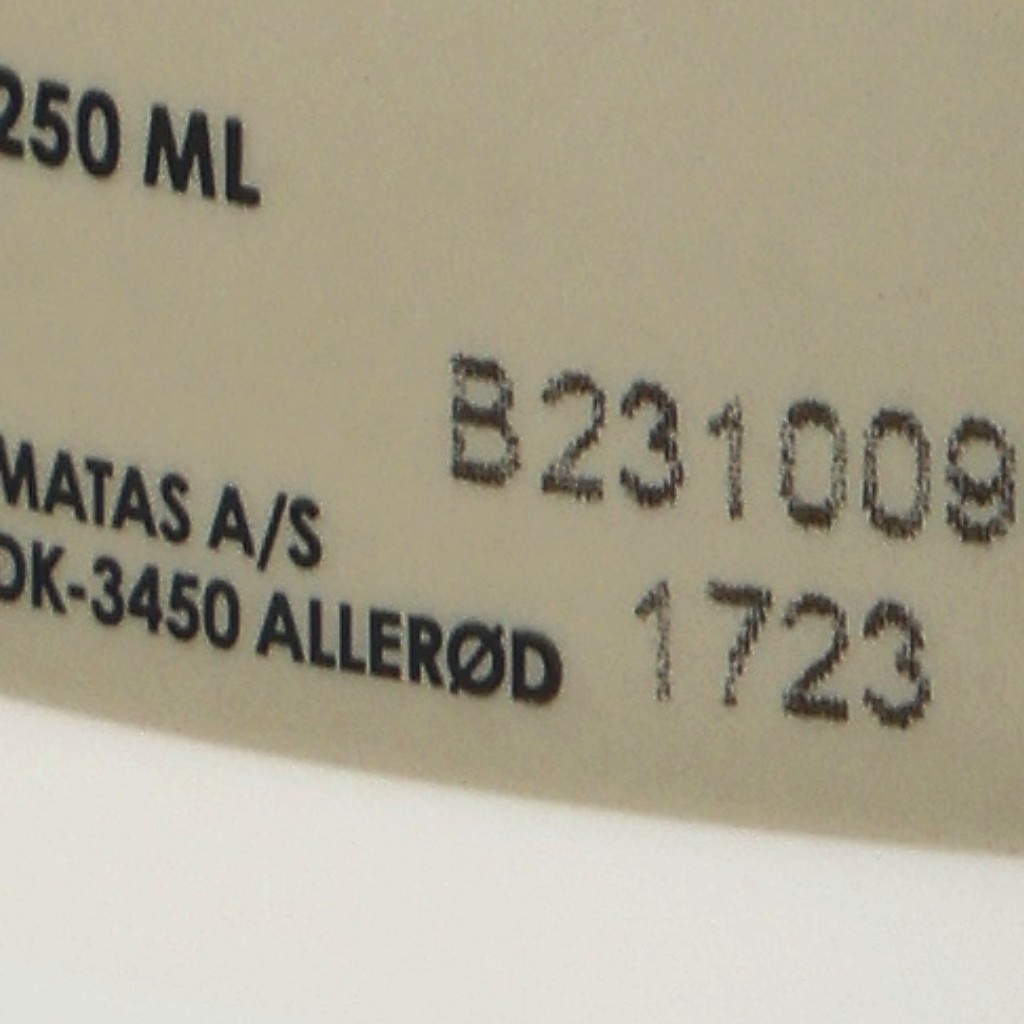 250 ML
B231009
MATAS A/S
DK-3450 ALLERØD
1723